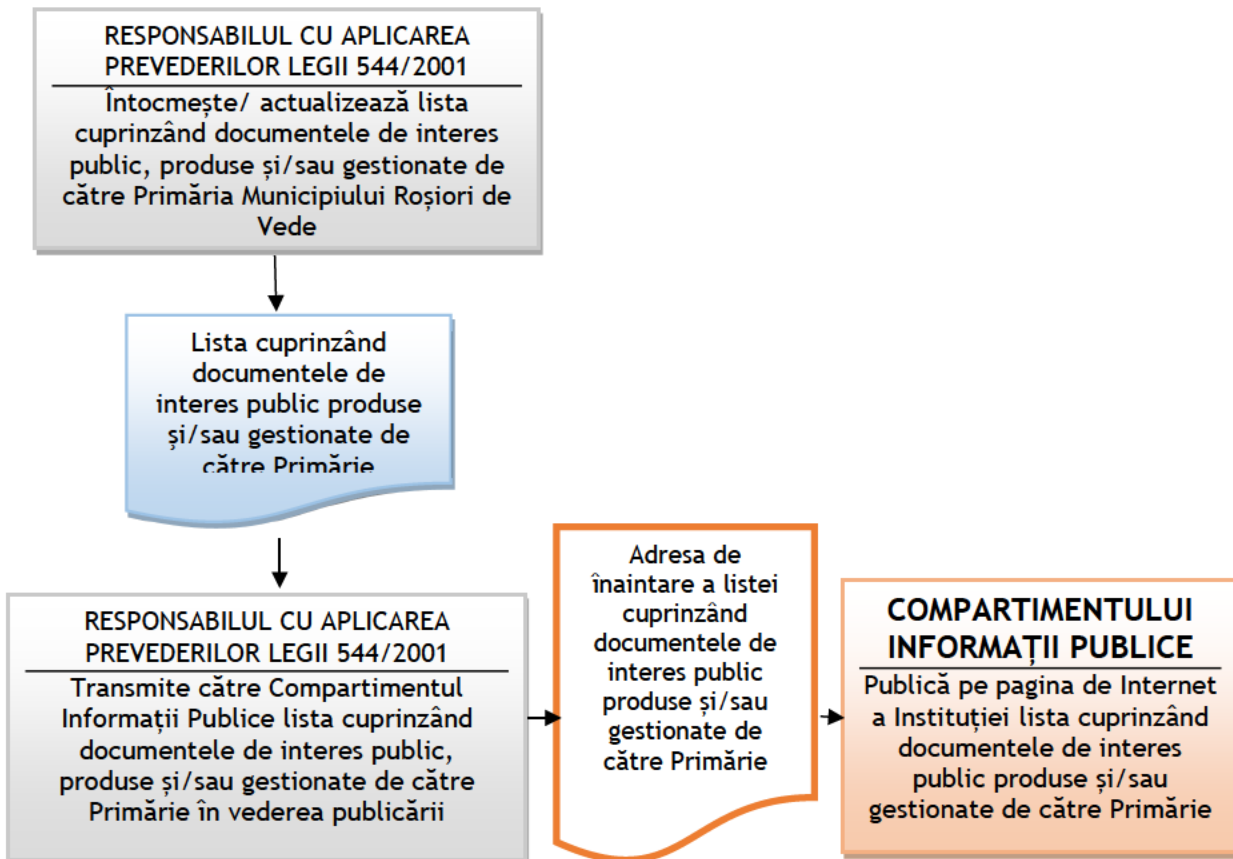 RESPONSABILUL CU APLICAREA
PREVEDERILOR LEGII 544/2001
Întocmește/ actualizează lista
cuprinzând documentele de interes
public, produse și/sau gestionate de
către Primăria Municipiului Roșiori de
Vede
Lista cuprinzând
documentele de
interes public produse
și/sau gestionate de
către Primărie
RESPONSABILUL CU APLICAREA
PREVEDERILOR LEGII 544/2001
Transmite către Compartimentul
Informații Publice lista cuprinzând
documentele de interes public,
produse și/sau gestionate de către
Primărie în vederea publicării
Adresa de
înaintare a listei
cuprinzând
documentele de
interes public
produse și/sau
gestionate de
către Primărie
COMPARTIMENTULUI
INFORMAȚII PUBLICE
Publică pe pagina de Internet
a Instituției lista cuprinzând
documentele de interes
public produse și/sau
gestionate de către Primărie